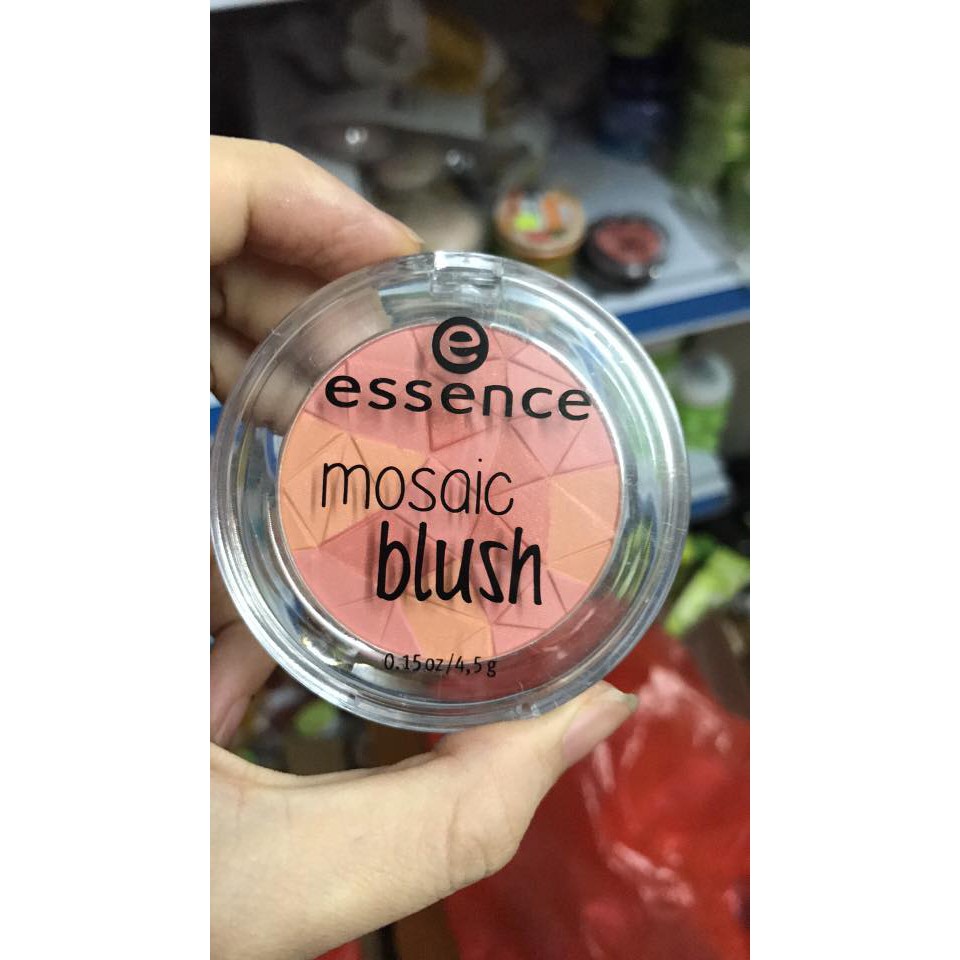 e
essence
mosaic
blush
0.15 oz/4,5 g